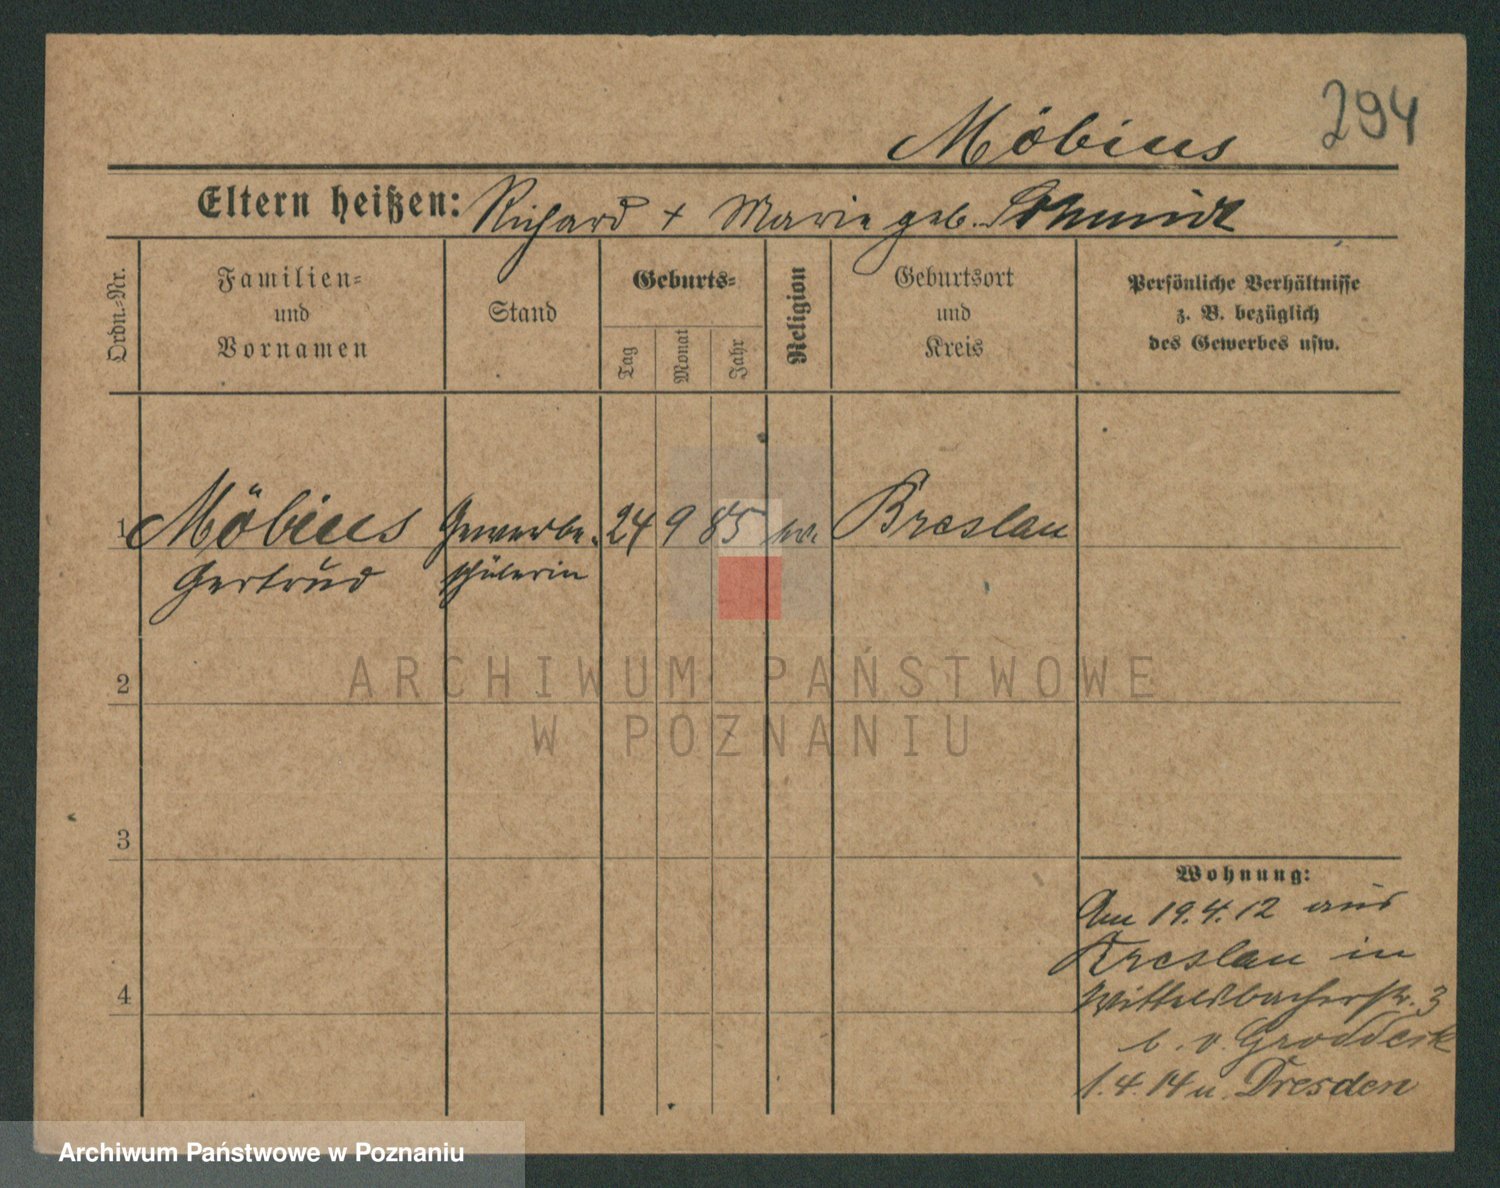 294
Möbius
Eltern heißen: Richard + Marie geb. Schmidt
Ordn.=Nr.
Familien=
und
Vornamen
Stand
Geburts=
Tag
Monat
Jahr
Religion
Geburtsort
und
Kreis
Persönliche Verhältnisse
z. B. bezüglich
des Gewerbes usw.
1 Möbius Gewerbe- 24 9 85 ev. Breslau
Gertrud schülerin
2
ARCHIWUM PAŃSTWOWE
W POZNANIU
3
Wohnung:
Am 19.4.12 aus
Breslau in
4
Wittelsbacherstr. 3
b. v. Groddeck
1.4.14 n. Dresden
Archiwum Państwowe w Poznaniu